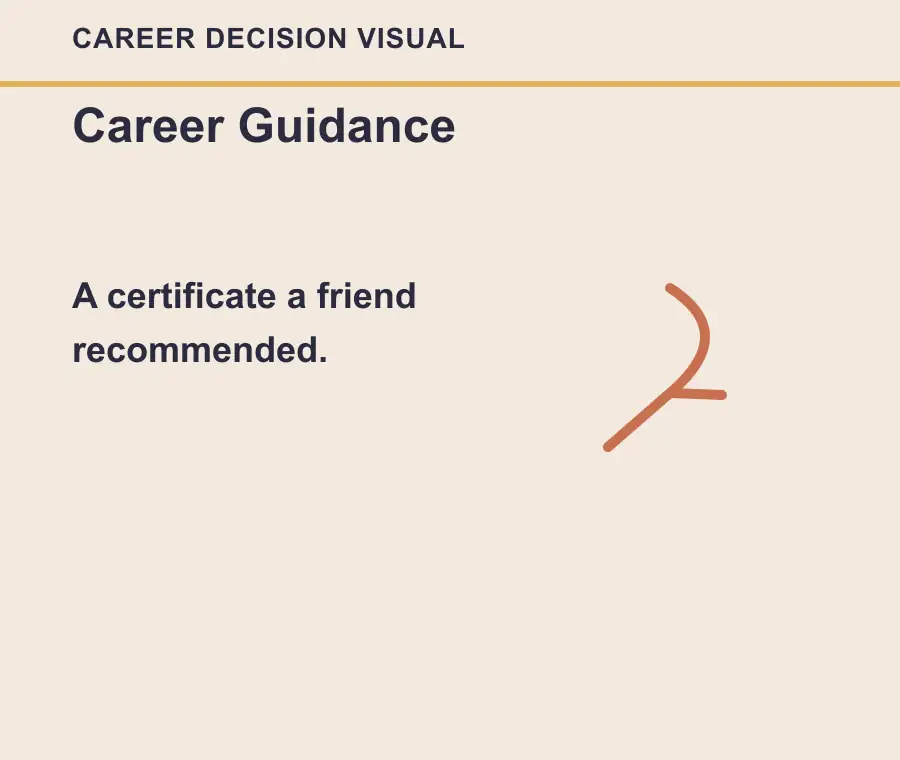 CAREER DECISION VISUAL
Career Guidance
A certificate a friend
recommended.